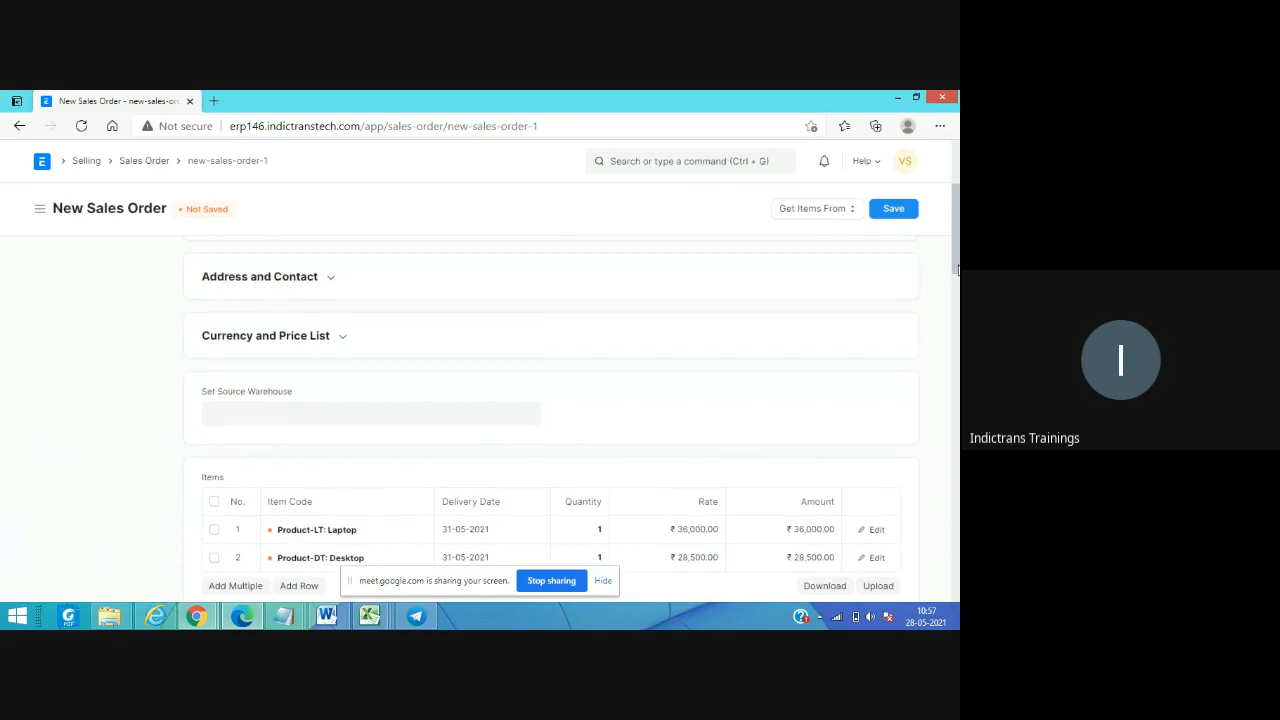 New Sales Order - new-sales-or
Not secure
erp146.indictranstech.com/app/sales-order/new-sales-order-1
E
Selling
Sales Order
new-sales-order-1
Search or type a command (Ctrl + G)
Help
VS
New Sales Order
Not Saved
Get Items From
Save
Address and Contact
Currency and Price List
Set Source Warehouse
Items
No. Item Code Delivery Date Quantity Rate Amount
1 Product-LT: Laptop 31-05-2021 1 ₹ 36,000.00 ₹ 36,000.00 Edit
2 Product-DT: Desktop 31-05-2021 1 ₹ 28,500.00 ₹ 28,500.00 Edit
Add Multiple Add Row Download Upload
meet.google.com is sharing your screen. Stop sharing Hide
10:57
28-05-2021
I
Indictrans Trainings